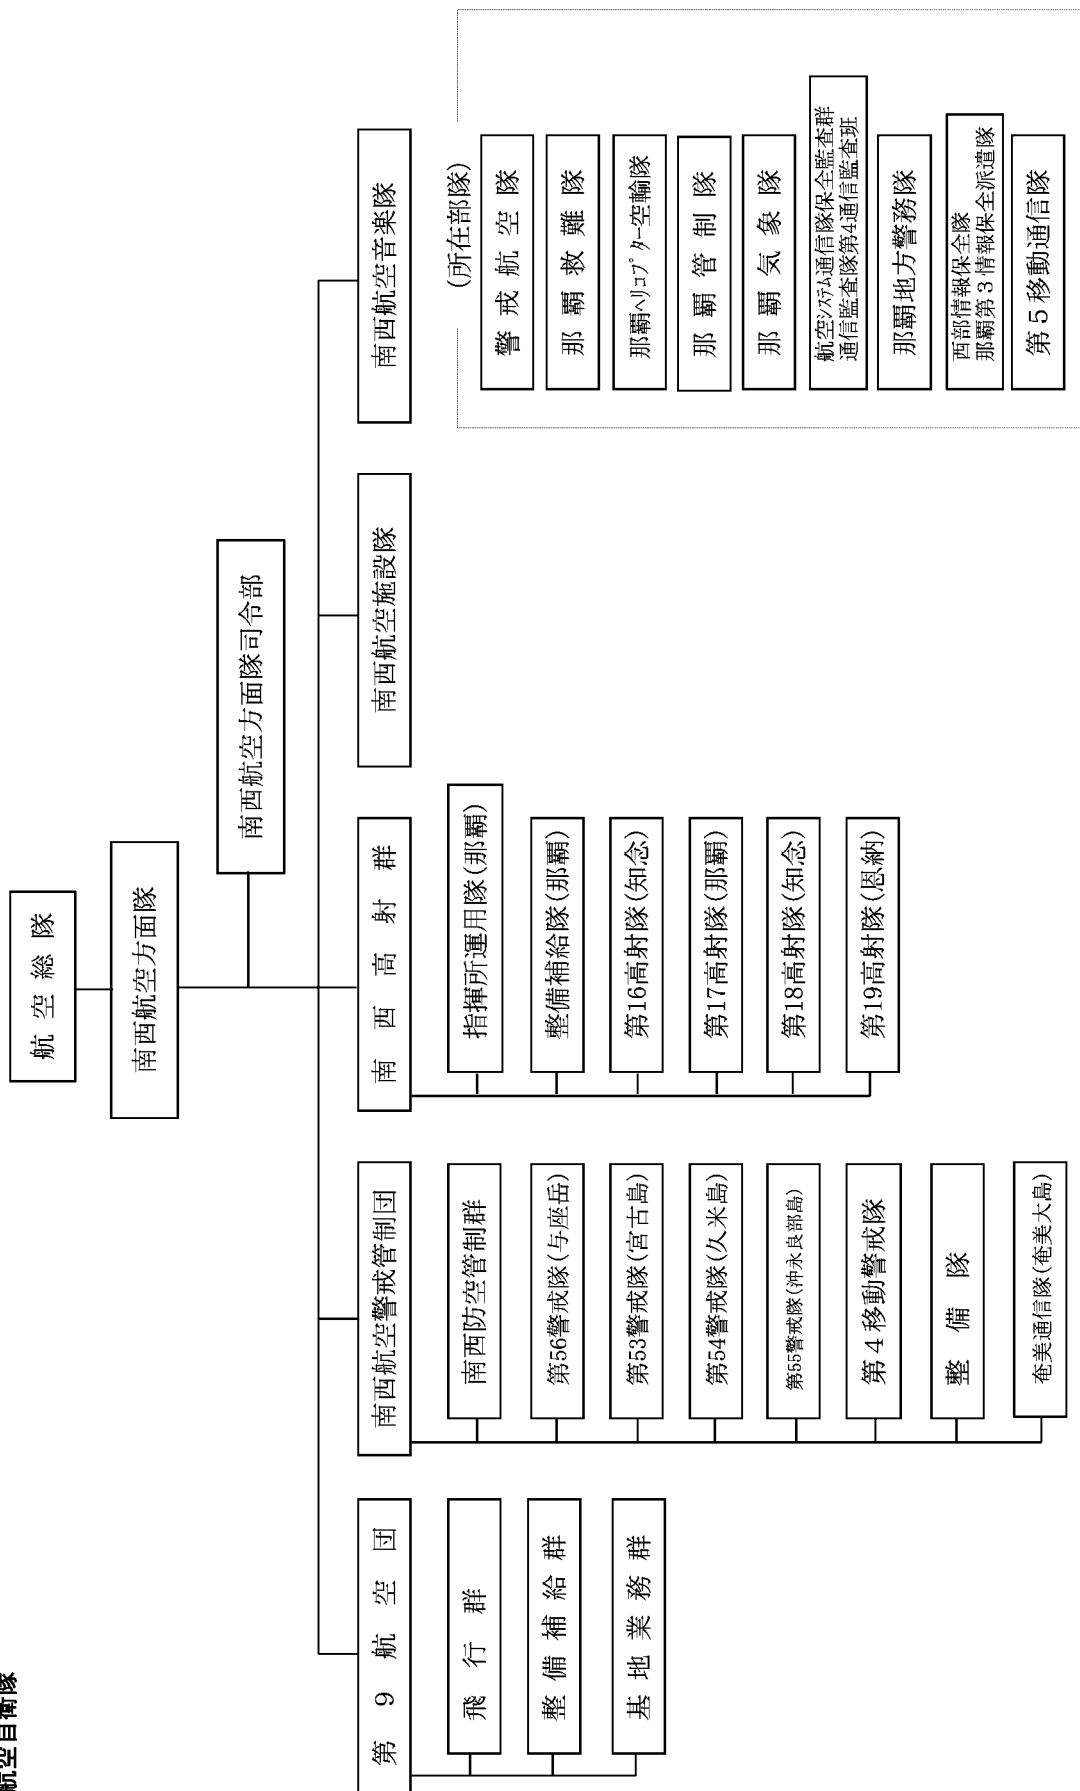 航空自衛隊
航空総隊
南西航空方面隊
南西航空方面隊司令部
第9航空団
飛行群
整備補給群
基地業務群
南西航空警戒管制団
南西防空管制群
第56警戒隊(与座岳)
第53警戒隊(宮古島)
第54警戒隊(久米島)
第55警戒隊(沖永良部島)
第4移動警戒隊
整備隊
奄美通信隊(奄美大島)
南西高射群
指揮所運用隊(那覇)
整備補給隊(那覇)
第16高射隊(知念)
第17高射隊(那覇)
第18高射隊(知念)
第19高射隊(恩納)
南西航空施設隊
南西航空音楽隊
(所在部隊)
警戒航空隊
那覇救難隊
那覇ヘリコプター空輸隊
那覇管制隊
那覇気象隊
航空システム通信隊保全監査群
通信監査隊第4通信監査班
那覇地方警務隊
西部情報保全隊
那覇第3情報保全派遣隊
第5移動通信隊